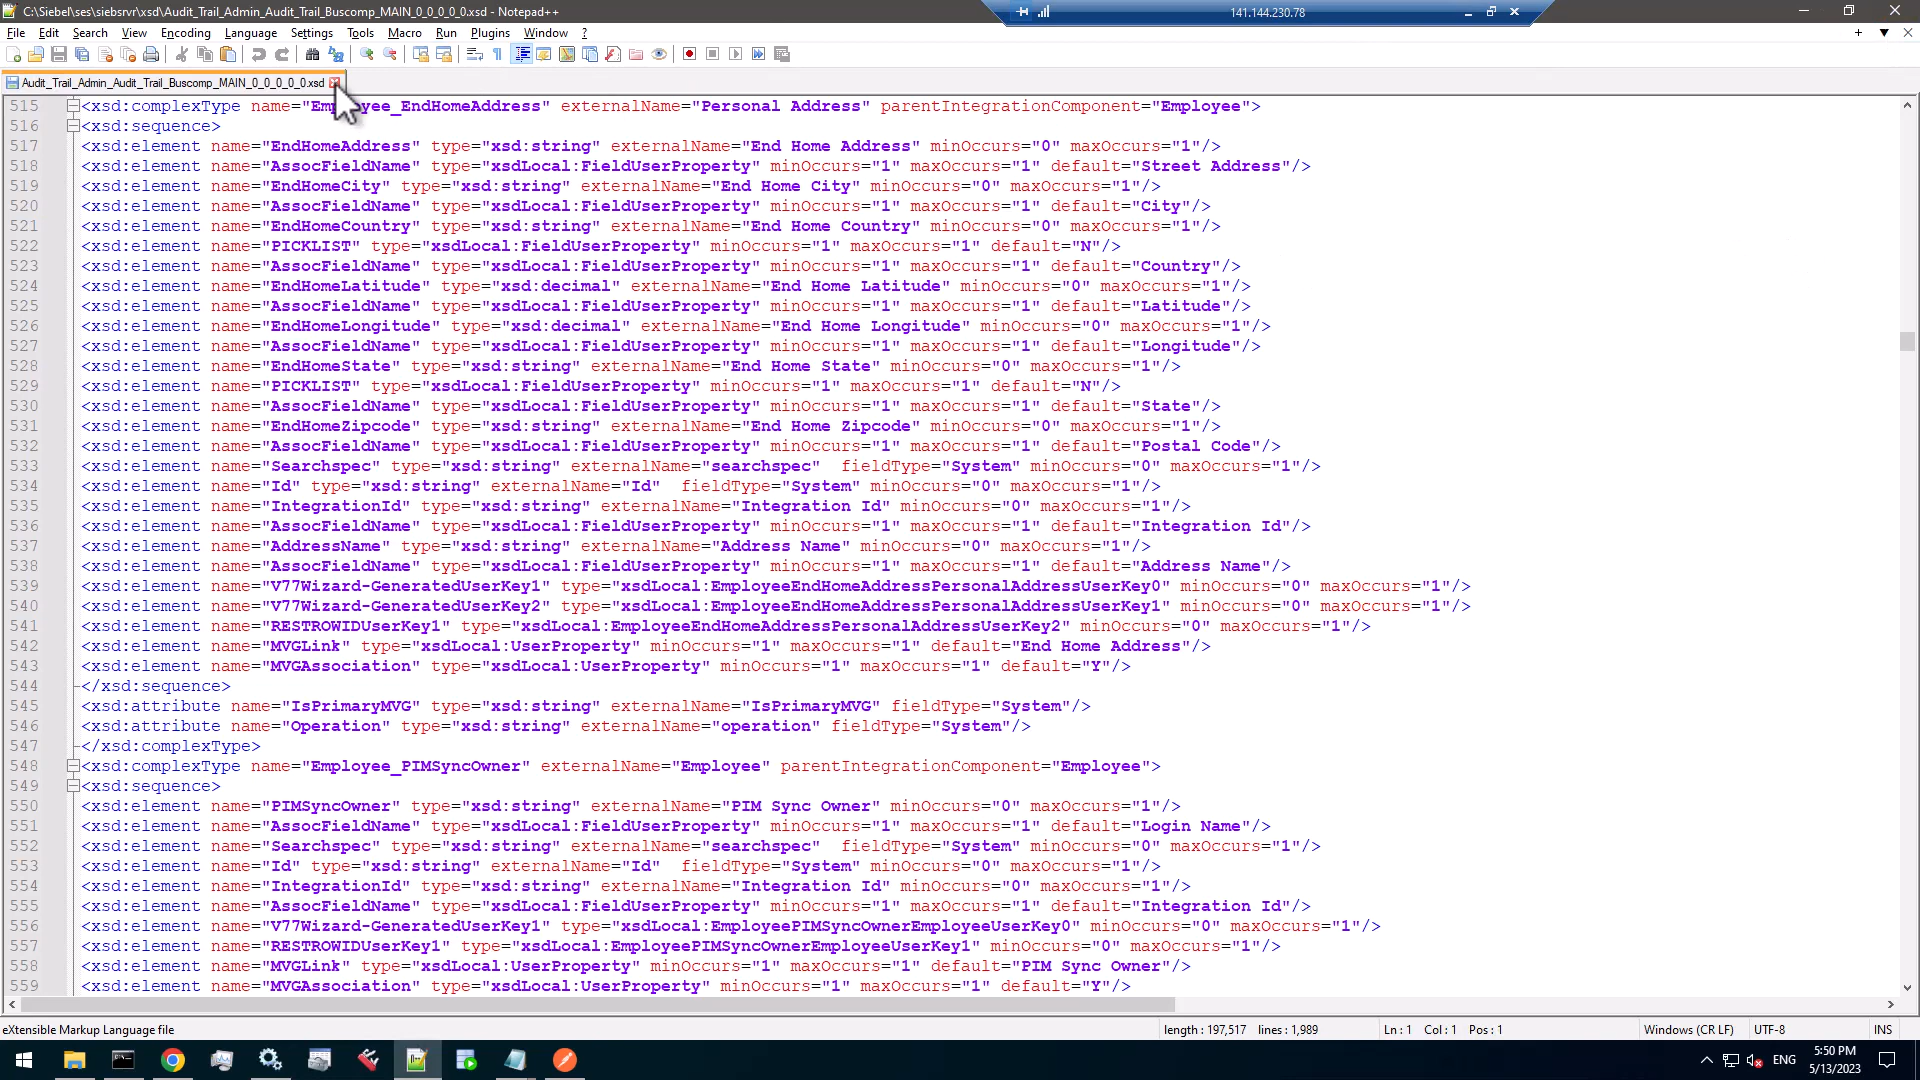 C:\Siebel\ses\siebsrvr\xsd\Audit_Trail_Admin_Audit_Trail_Buscomp_MAIN_0_0_0_0_0.xsd - Notepad++
141.144.230.78
File Edit Search View Encoding Language Settings Tools Macro Run Plugins Window ?
Audit_Trail_Admin_Audit_Trail_Buscomp_MAIN_0_0_0_0_0.xsd
515 <xsd:complexType name="Employee_EndHomeAddress" externalName="Personal Address" parentIntegrationComponent="Employee">
516 <xsd:sequence>
517 <xsd:element name="EndHomeAddress" type="xsd:string" externalName="End Home Address" minOccurs="0" maxOccurs="1"/>
518 <xsd:element name="AssocFieldName" type="xsdLocal:FieldUserProperty" minOccurs="1" maxOccurs="1" default="Street Address"/>
519 <xsd:element name="EndHomeCity" type="xsd:string" externalName="End Home City" minOccurs="0" maxOccurs="1"/>
520 <xsd:element name="AssocFieldName" type="xsdLocal:FieldUserProperty" minOccurs="1" maxOccurs="1" default="City"/>
521 <xsd:element name="EndHomeCountry" type="xsd:string" externalName="End Home Country" minOccurs="0" maxOccurs="1"/>
522 <xsd:element name="PICKLIST" type="xsdLocal:FieldUserProperty" minOccurs="1" maxOccurs="1" default="N"/>
523 <xsd:element name="AssocFieldName" type="xsdLocal:FieldUserProperty" minOccurs="1" maxOccurs="1" default="Country"/>
524 <xsd:element name="EndHomeLatitude" type="xsd:decimal" externalName="End Home Latitude" minOccurs="0" maxOccurs="1"/>
525 <xsd:element name="AssocFieldName" type="xsdLocal:FieldUserProperty" minOccurs="1" maxOccurs="1" default="Latitude"/>
526 <xsd:element name="EndHomeLongitude" type="xsd:decimal" externalName="End Home Longitude" minOccurs="0" maxOccurs="1"/>
527 <xsd:element name="AssocFieldName" type="xsdLocal:FieldUserProperty" minOccurs="1" maxOccurs="1" default="Longitude"/>
528 <xsd:element name="EndHomeState" type="xsd:string" externalName="End Home State" minOccurs="0" maxOccurs="1"/>
529 <xsd:element name="PICKLIST" type="xsdLocal:FieldUserProperty" minOccurs="1" maxOccurs="1" default="N"/>
530 <xsd:element name="AssocFieldName" type="xsdLocal:FieldUserProperty" minOccurs="1" maxOccurs="1" default="State"/>
531 <xsd:element name="EndHomeZipcode" type="xsd:string" externalName="End Home Zipcode" minOccurs="0" maxOccurs="1"/>
532 <xsd:element name="AssocFieldName" type="xsdLocal:FieldUserProperty" minOccurs="1" maxOccurs="1" default="Postal Code"/>
533 <xsd:element name="Searchspec" type="xsd:string" externalName="searchspec"  fieldType="System" minOccurs="0" maxOccurs="1"/>
534 <xsd:element name="Id" type="xsd:string" externalName="Id"  fieldType="System" minOccurs="0" maxOccurs="1"/>
535 <xsd:element name="IntegrationId" type="xsd:string" externalName="Integration Id" minOccurs="0" maxOccurs="1"/>
536 <xsd:element name="AssocFieldName" type="xsdLocal:FieldUserProperty" minOccurs="1" maxOccurs="1" default="Integration Id"/>
537 <xsd:element name="AddressName" type="xsd:string" externalName="Address Name" minOccurs="0" maxOccurs="1"/>
538 <xsd:element name="AssocFieldName" type="xsdLocal:FieldUserProperty" minOccurs="1" maxOccurs="1" default="Address Name"/>
539 <xsd:element name="V77Wizard-GeneratedUserKey1" type="xsdLocal:EmployeeEndHomeAddressPersonalAddressUserKey0" minOccurs="0" maxOccurs="1"/>
540 <xsd:element name="V77Wizard-GeneratedUserKey2" type="xsdLocal:EmployeeEndHomeAddressPersonalAddressUserKey1" minOccurs="0" maxOccurs="1"/>
541 <xsd:element name="RESTROWIDUserKey1" type="xsdLocal:EmployeeEndHomeAddressPersonalAddressUserKey2" minOccurs="0" maxOccurs="1"/>
542 <xsd:element name="MVGLink" type="xsdLocal:UserProperty" minOccurs="1" maxOccurs="1" default="End Home Address"/>
543 <xsd:element name="MVGAssociation" type="xsdLocal:UserProperty" minOccurs="1" maxOccurs="1" default="Y"/>
544 </xsd:sequence>
545 <xsd:attribute name="IsPrimaryMVG" type="xsd:string" externalName="IsPrimaryMVG" fieldType="System"/>
546 <xsd:attribute name="Operation" type="xsd:string" externalName="operation" fieldType="System"/>
547 </xsd:complexType>
548 <xsd:complexType name="Employee_PIMSyncOwner" externalName="Employee" parentIntegrationComponent="Employee">
549 <xsd:sequence>
550 <xsd:element name="PIMSyncOwner" type="xsd:string" externalName="PIM Sync Owner" minOccurs="0" maxOccurs="1"/>
551 <xsd:element name="AssocFieldName" type="xsdLocal:FieldUserProperty" minOccurs="1" maxOccurs="1" default="Login Name"/>
552 <xsd:element name="Searchspec" type="xsd:string" externalName="searchspec"  fieldType="System" minOccurs="0" maxOccurs="1"/>
553 <xsd:element name="Id" type="xsd:string" externalName="Id"  fieldType="System" minOccurs="0" maxOccurs="1"/>
554 <xsd:element name="IntegrationId" type="xsd:string" externalName="Integration Id" minOccurs="0" maxOccurs="1"/>
555 <xsd:element name="AssocFieldName" type="xsdLocal:FieldUserProperty" minOccurs="1" maxOccurs="1" default="Integration Id"/>
556 <xsd:element name="V77Wizard-GeneratedUserKey1" type="xsdLocal:EmployeePIMSyncOwnerEmployeeUserKey0" minOccurs="0" maxOccurs="1"/>
557 <xsd:element name="RESTROWIDUserKey1" type="xsdLocal:EmployeePIMSyncOwnerEmployeeUserKey1" minOccurs="0" maxOccurs="1"/>
558 <xsd:element name="MVGLink" type="xsdLocal:UserProperty" minOccurs="1" maxOccurs="1" default="PIM Sync Owner"/>
559 <xsd:element name="MVGAssociation" type="xsdLocal:UserProperty" minOccurs="1" maxOccurs="1" default="Y"/>
eXtensible Markup Language file length : 197,517 lines : 1,989 Ln : 1 Col : 1 Pos : 1 Windows (CR LF) UTF-8 INS
ENG
5:50 PM
5/13/2023